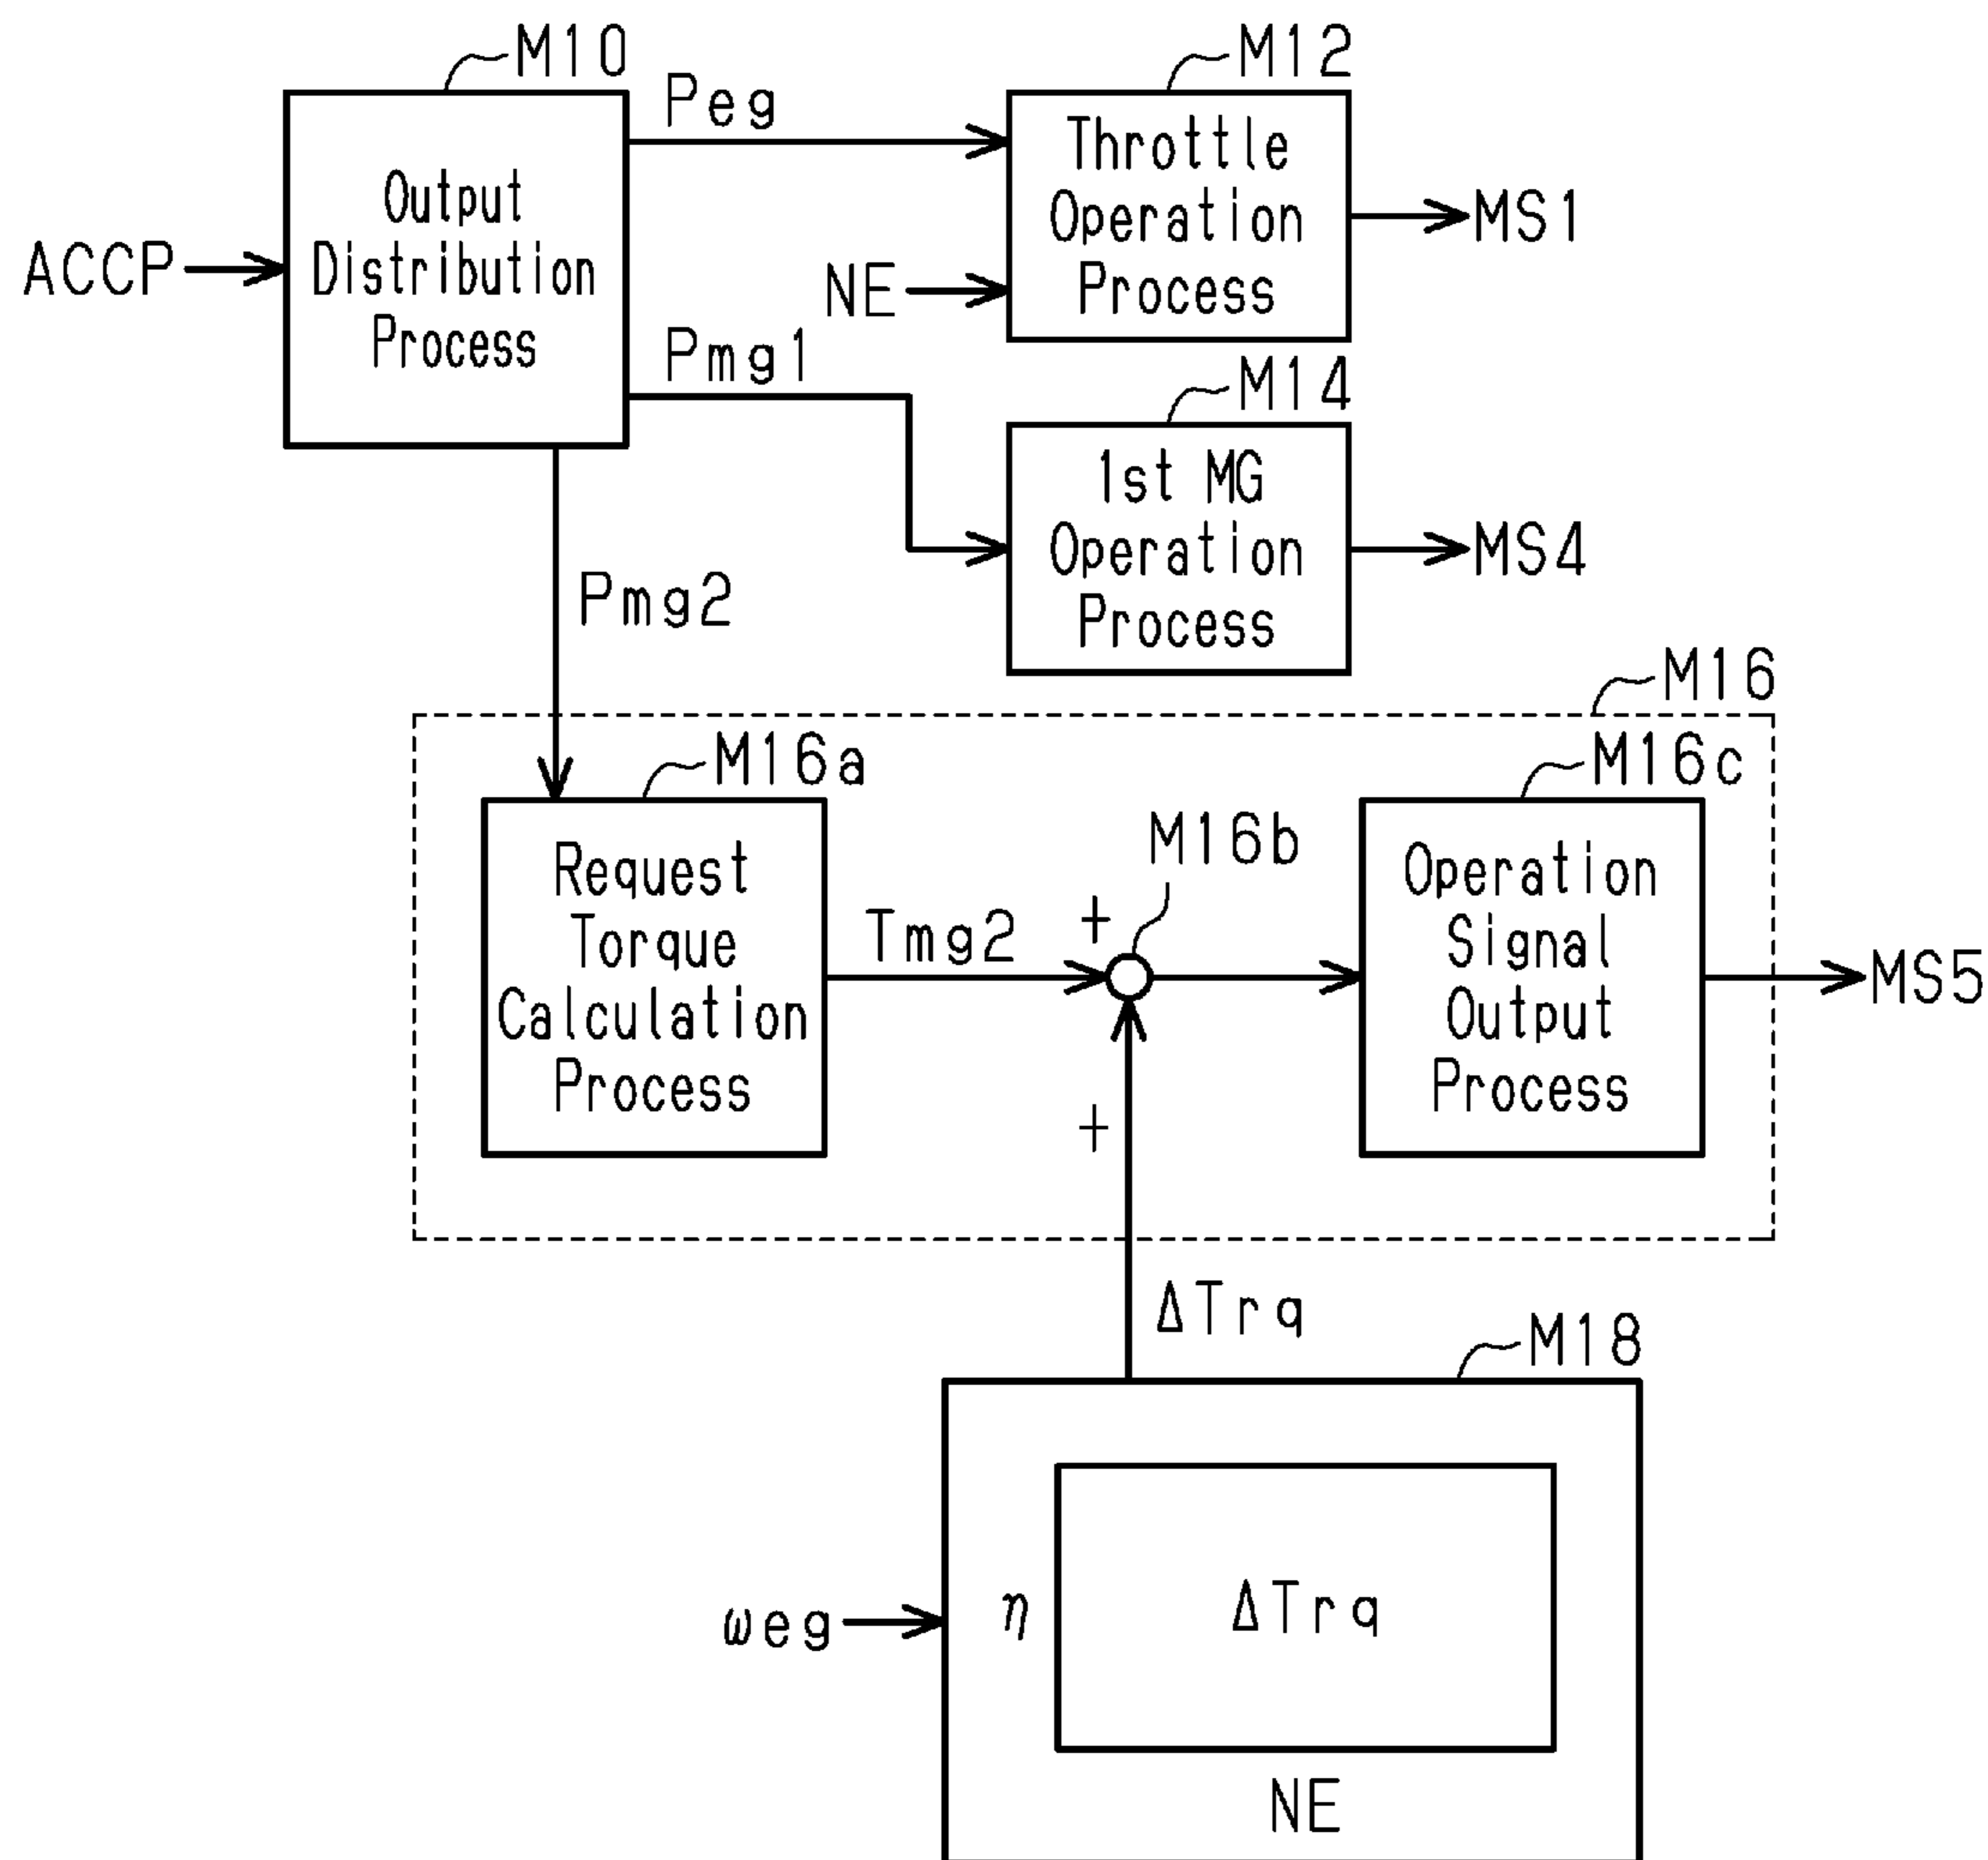 M10
M12
Peg
Throttle
Operation
Process
Output
Distribution
Process
MS1
ACCP
NE
Pmg1
M14
1st MG
Operation
Process
MS4
Pmg2
M16
M16a
M16c
M16b
Request
Torque
Calculation
Process
Operation
Signal
Output
Process
Tmg2
+
MS5
+
ΔTrq
M18
ωeg
η
ΔTrq
NE